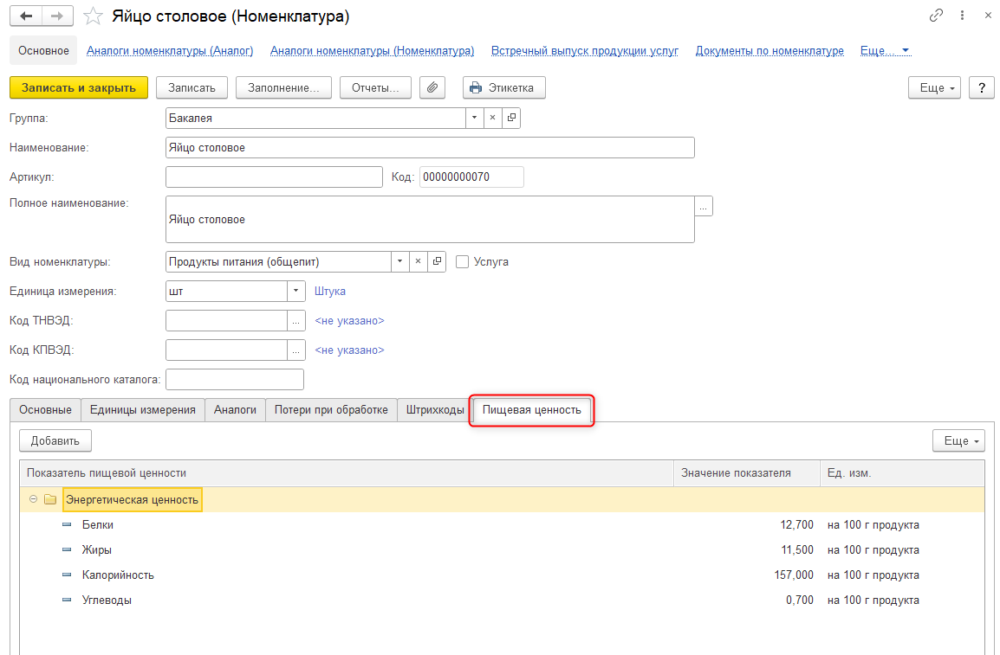 Яйцо столовое (Номенклатура)
Основное Аналоги номенклатуры (Аналог) Аналоги номенклатуры (Номенклатура) Встречный выпуск продукции услуг Документы по номенклатуре Еще...
Записать и закрыть Записать Заполнение... Отчеты... Этикетка Еще ?
Группа: Бакалея
Наименование: Яйцо столовое
Артикул: Код: 00000000070
Полное наименование: Яйцо столовое ...
Вид номенклатуры: Продукты питания (общепит) Услуга
Единица измерения: шт Штука
Код ТНВЭД: ... <не указано>
Код КПВЭД: ... <не указано>
Код национального каталога:
Основные Единицы измерения Аналоги Потери при обработке Штрихкоды Пищевая ценность
Добавить Еще
Показатель пищевой ценности Значение показателя Ед. изм.
Энергетическая ценность
Белки 12,700 на 100 г продукта
Жиры 11,500 на 100 г продукта
Калорийность 157,000 на 100 г продукта
Углеводы 0,700 на 100 г продукта